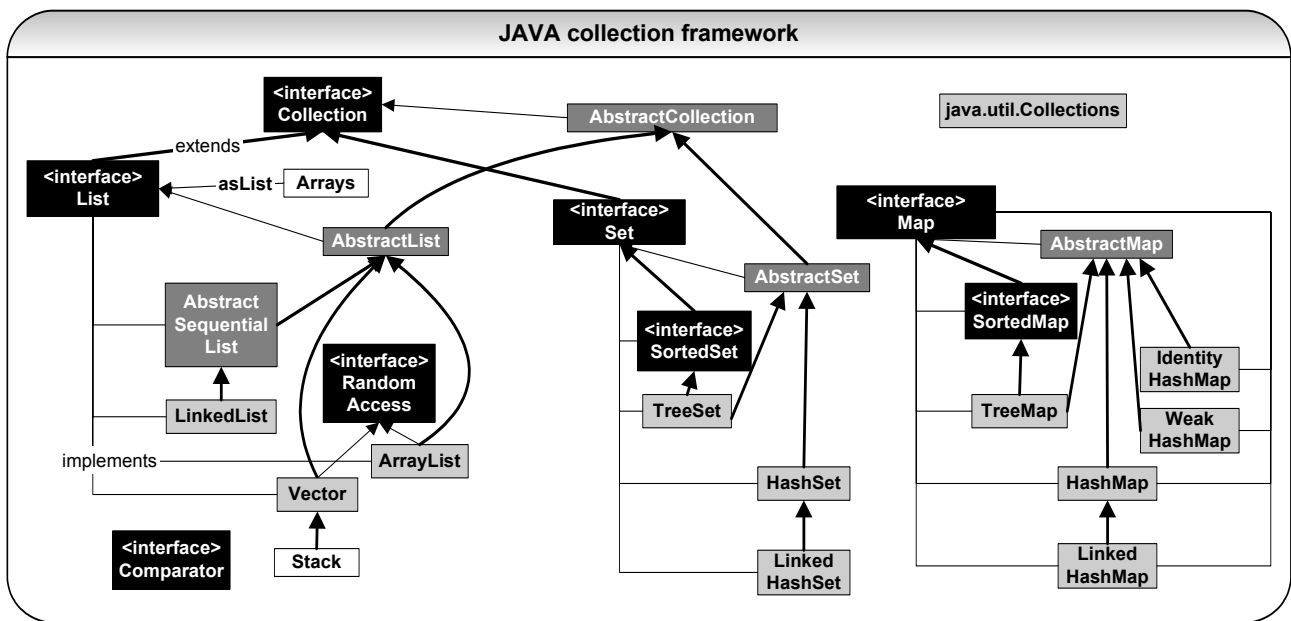 JAVA collection framework
<interface>
Collection
AbstractCollection
java.util.Collections
extends
<interface>
List
asList
Arrays
<interface>
Set
<interface>
Map
AbstractList
AbstractMap
AbstractSet
Abstract
Sequential
List
<interface>
SortedSet
<interface>
SortedMap
<interface>
Random
Access
Identity
HashMap
LinkedList
TreeSet
TreeMap
Weak
HashMap
implements
ArrayList
Vector
HashSet
HashMap
<interface>
Comparator
Stack
Linked
HashSet
Linked
HashMap